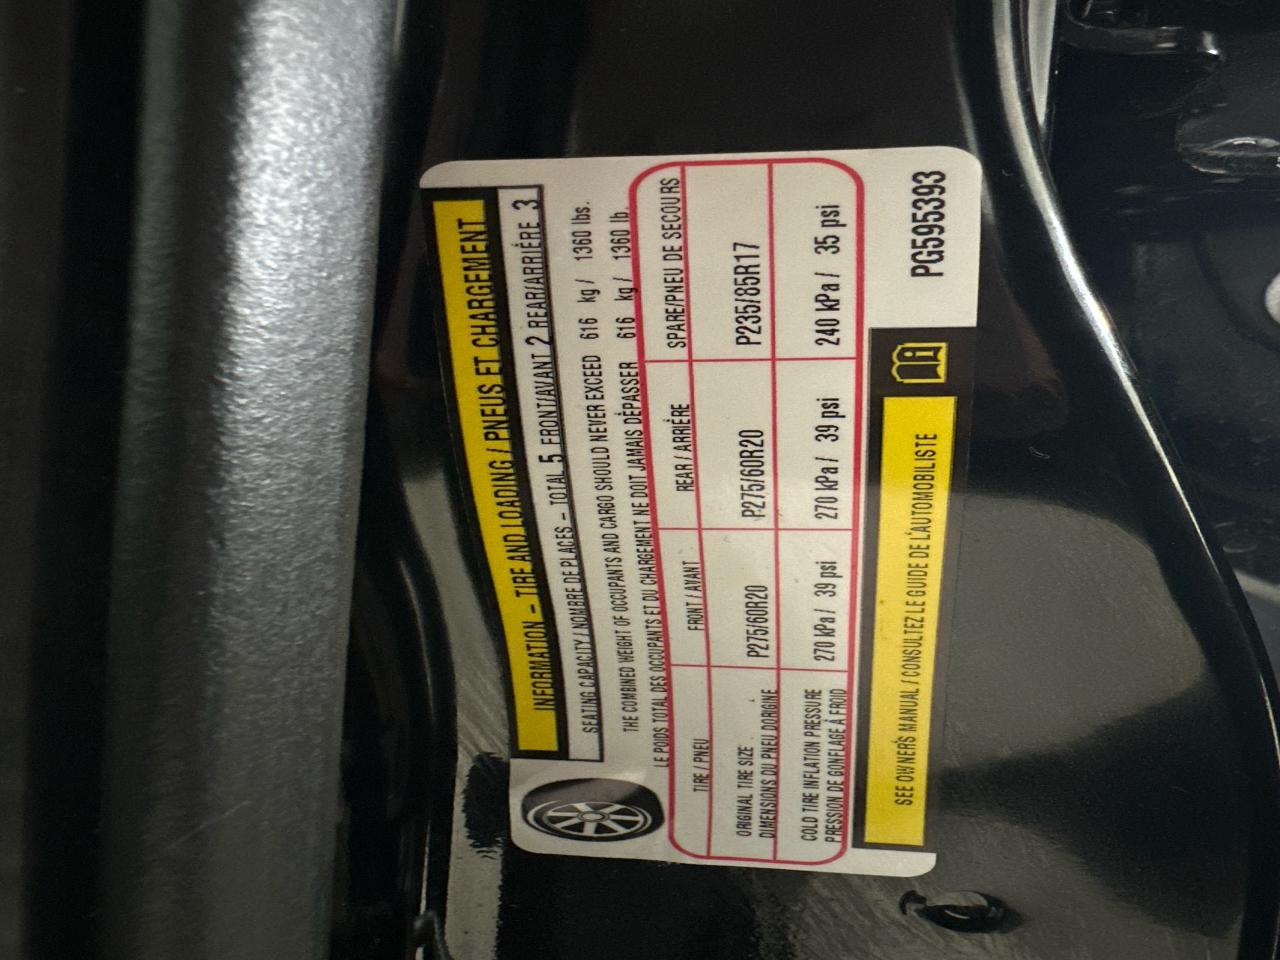 INFORMATION – TIRE AND LOADING / PNEUS ET CHARGEMENT
SEATING CAPACITY / NOMBRE DE PLACES – TOTAL 5 FRONT/AVANT 2 REAR/ARRIÈRE 3
THE COMBINED WEIGHT OF OCCUPANTS AND CARGO SHOULD NEVER EXCEED 616 kg / 1360 lbs.
LE POIDS TOTAL DES OCCUPANTS ET DU CHARGEMENT NE DOIT JAMAIS DÉPASSER 616 kg / 1360 lb.
TIRE / PNEU FRONT / AVANT REAR / ARRIÈRE SPARE/PNEU DE SECOURS
ORIGINAL TIRE SIZE
DIMENSIONS DU PNEU D'ORIGINE P275/60R20 P275/60R20 P235/85R17
COLD TIRE INFLATION PRESSURE
PRESSION DE GONFLAGE À FROID 270 kPa / 39 psi 270 kPa / 39 psi 240 kPa / 35 psi
SEE OWNER'S MANUAL / CONSULTEZ LE GUIDE DE L'AUTOMOBILISTE
PG595393